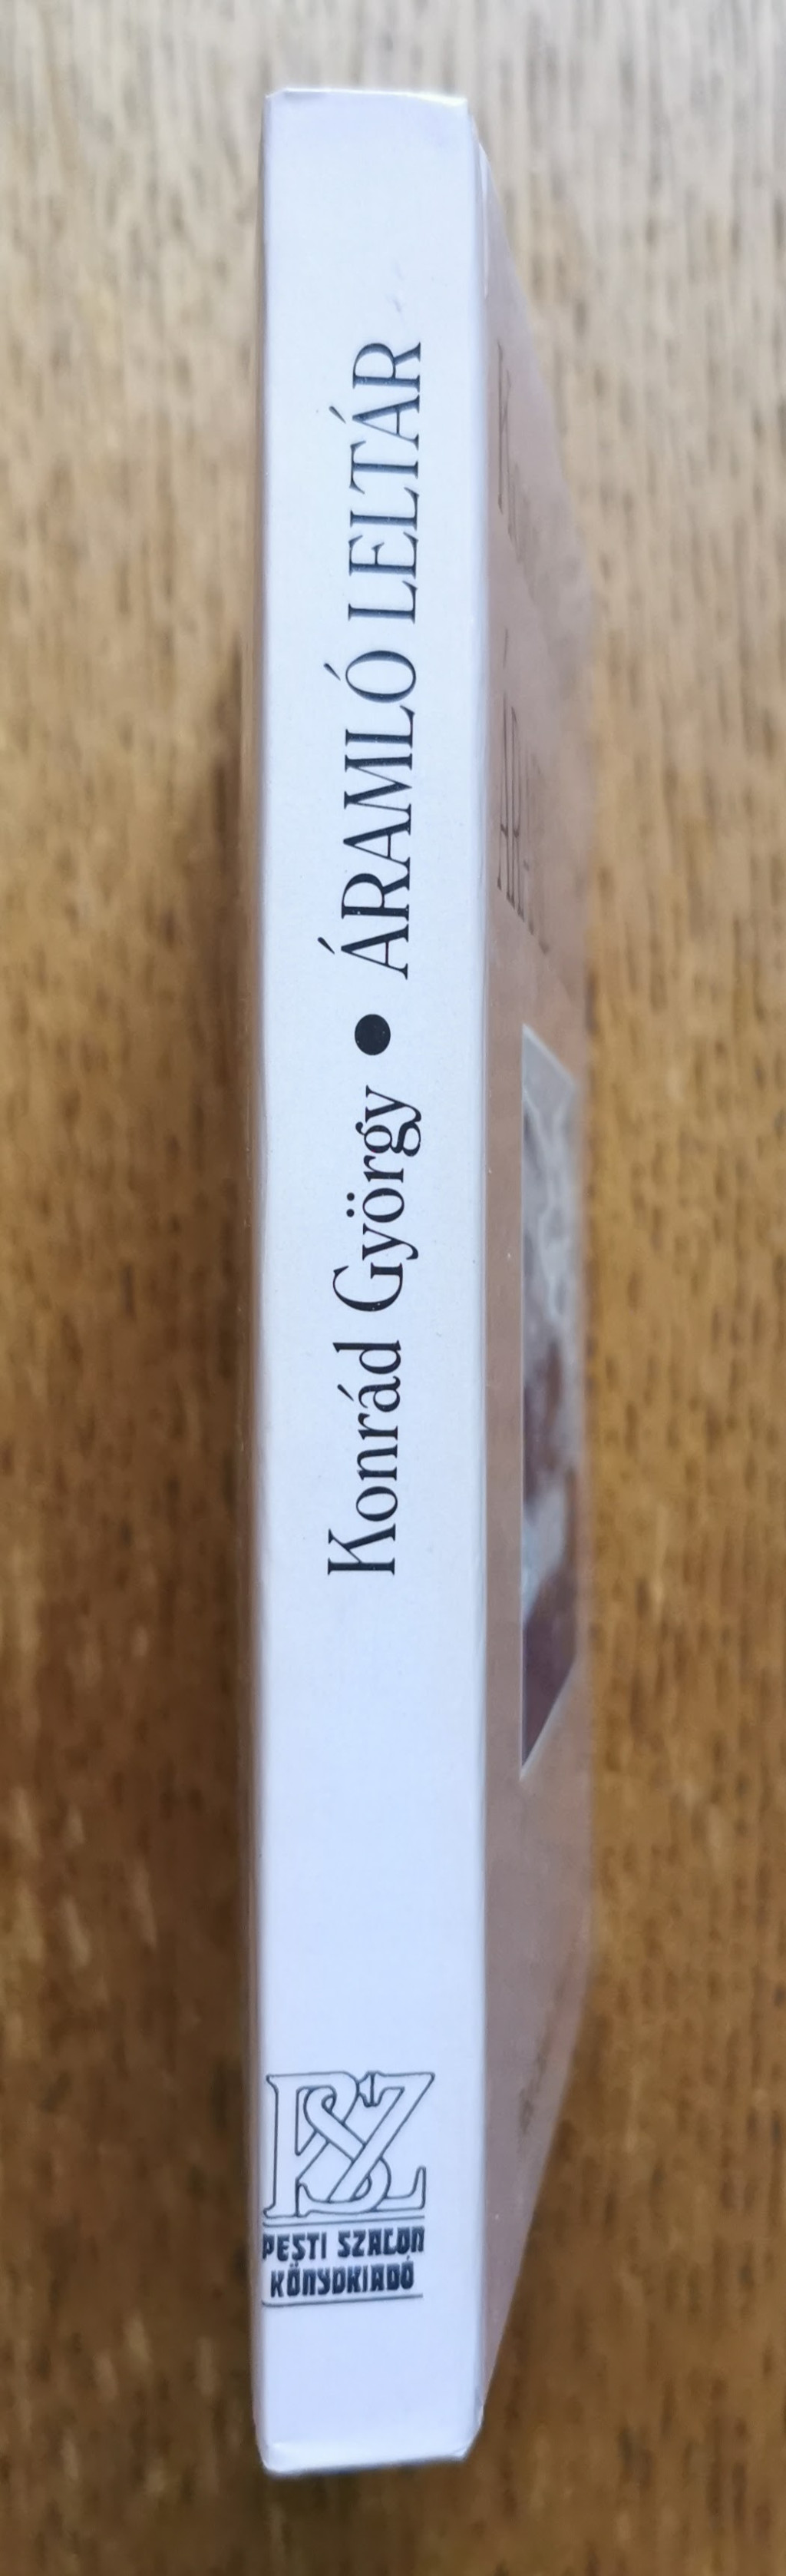 Konrád György ● ÁRAMLÓ LELTÁR
PSZ
PESTI SZALON
KÖNYVKIADÓ